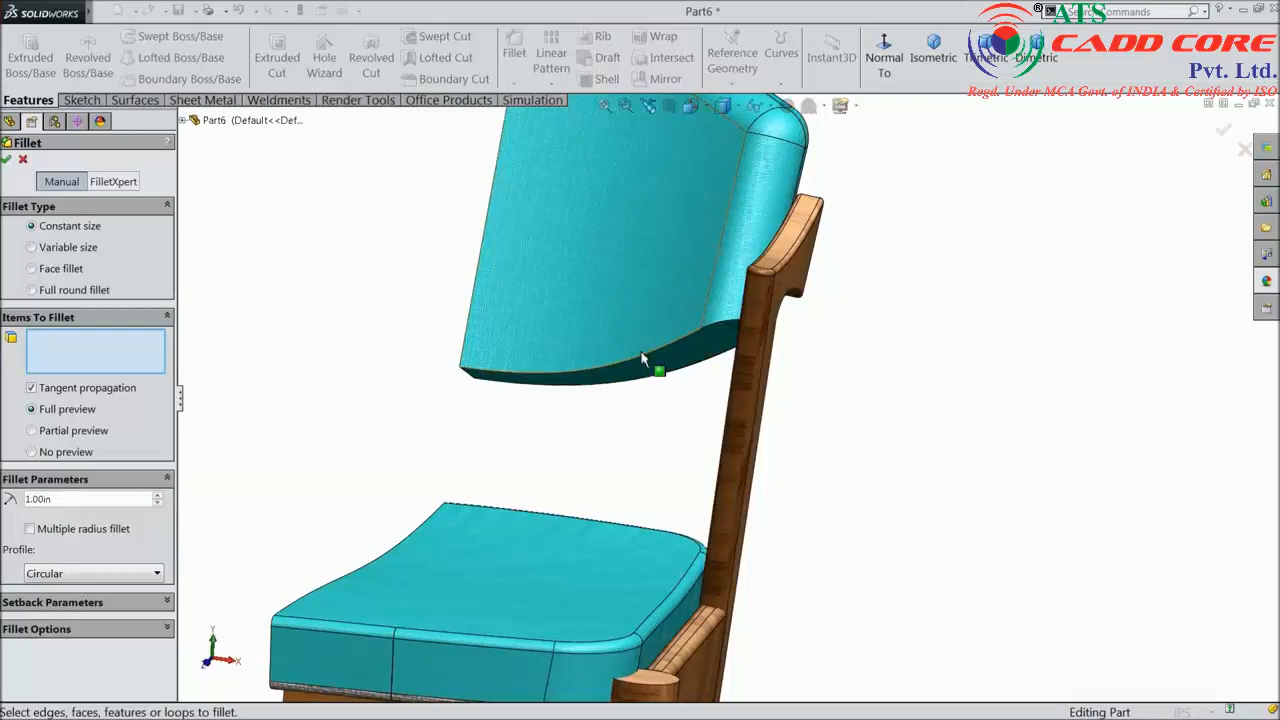 SOLIDWORKS
Part6 *
Search Commands
ATS
CADD CORE
Pvt. Ltd.
Regd. Under MCA Govt. of INDIA & Certified by ISO
Extruded Boss/Base
Revolved Boss/Base
Swept Boss/Base
Lofted Boss/Base
Boundary Boss/Base
Extruded Cut
Hole Wizard
Revolved Cut
Swept Cut
Lofted Cut
Boundary Cut
Fillet
Linear Pattern
Rib
Draft
Shell
Wrap
Intersect
Mirror
Reference Geometry
Curves
Instant3D
Normal To
Isometric
Trimetric
Dimetric
Features
Sketch
Surfaces
Sheet Metal
Weldments
Render Tools
Office Products
Simulation
Part6 (Default<<Def...
Fillet
?
Manual
FilletXpert
Fillet Type
Constant size
Variable size
Face fillet
Full round fillet
Items To Fillet
Tangent propagation
Full preview
Partial preview
No preview
Fillet Parameters
1.00in
Multiple radius fillet
Profile:
Circular
Setback Parameters
Fillet Options
Y
X
Z
Select edges, faces, features or loops to fillet.
Editing Part
IPS